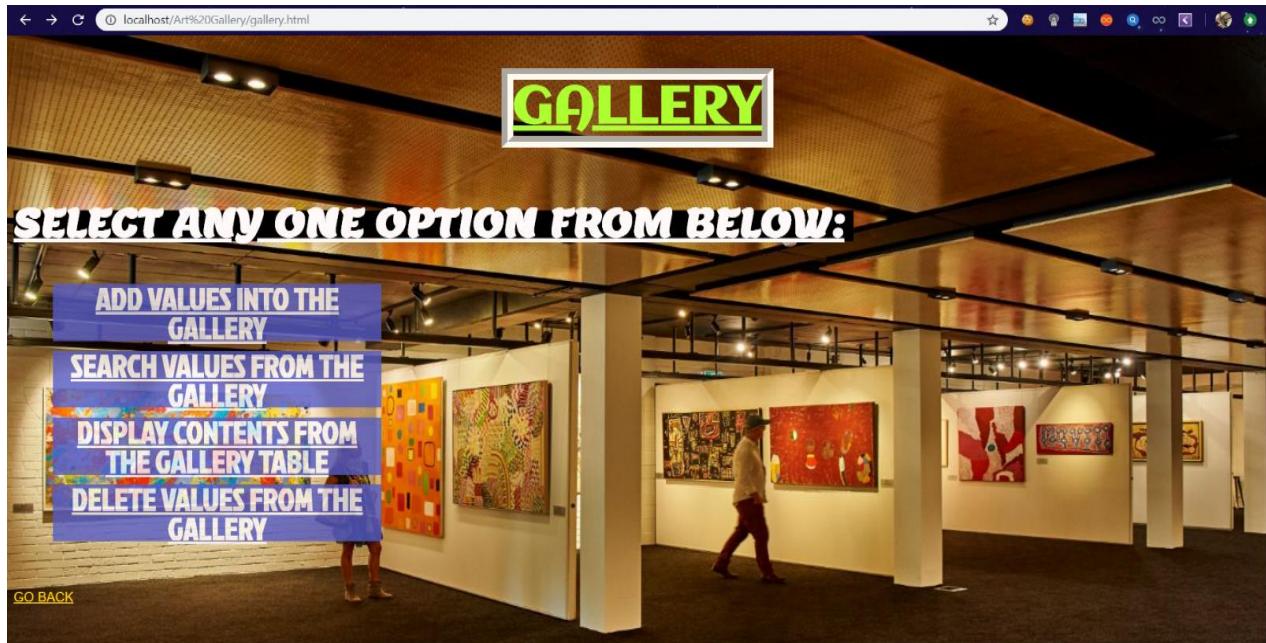 localhost/Art%20Gallery/gallery.html
GALLERY
SELECT ANY ONE OPTION FROM BELOW:
ADD VALUES INTO THE
GALLERY
SEARCH VALUES FROM THE
GALLERY
DISPLAY CONTENTS FROM
THE GALLERY TABLE
DELETE VALUES FROM THE
GALLERY
GO BACK